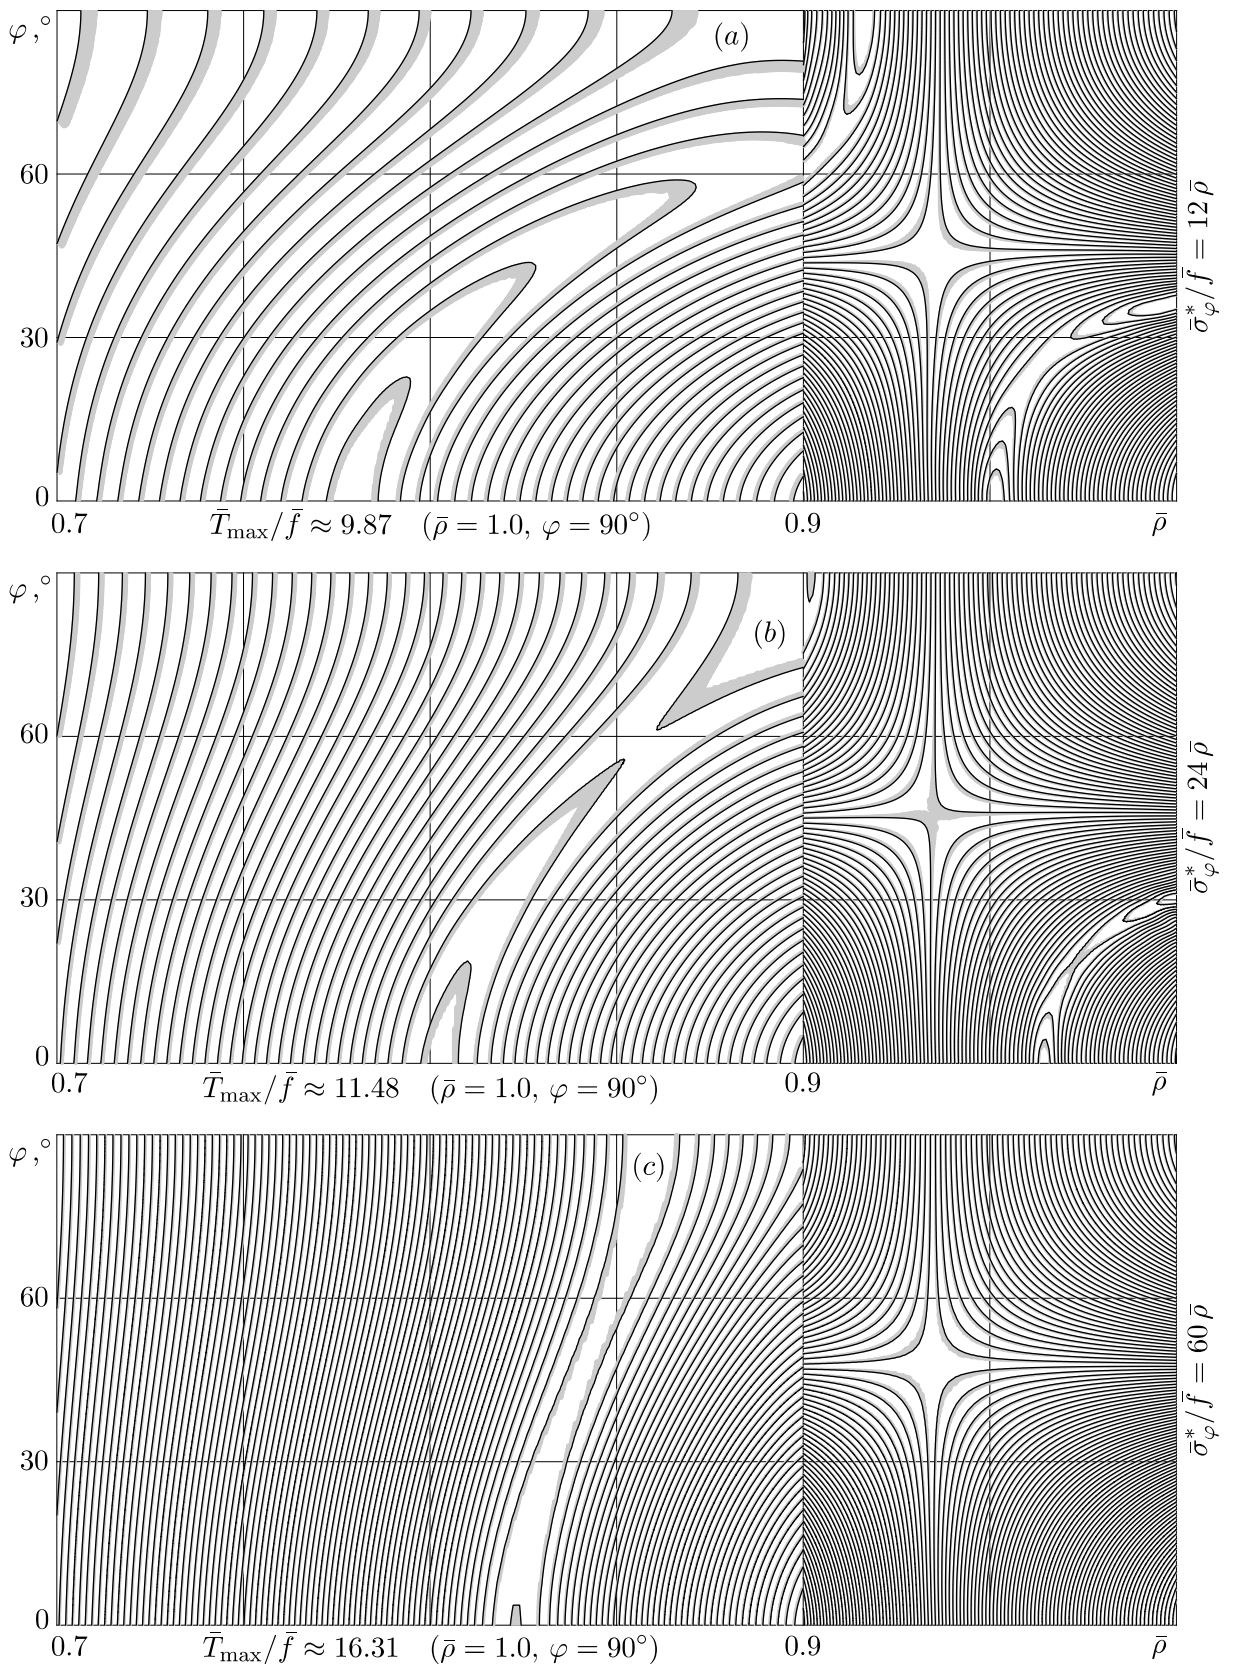 φ,°
(a)
60
30
0
0.7
T̄max/f̄ ≈ 9.87 (ρ̄ = 1.0, φ = 90°)
0.9
ρ̄
σ̄*φ/f̄ = 12 ρ̄
φ,°
(b)
60
30
0
0.7
T̄max/f̄ ≈ 11.48 (ρ̄ = 1.0, φ = 90°)
0.9
ρ̄
σ̄*φ/f̄ = 24 ρ̄
φ,°
(c)
60
30
0
0.7
T̄max/f̄ ≈ 16.31 (ρ̄ = 1.0, φ = 90°)
0.9
ρ̄
σ̄*φ/f̄ = 60 ρ̄